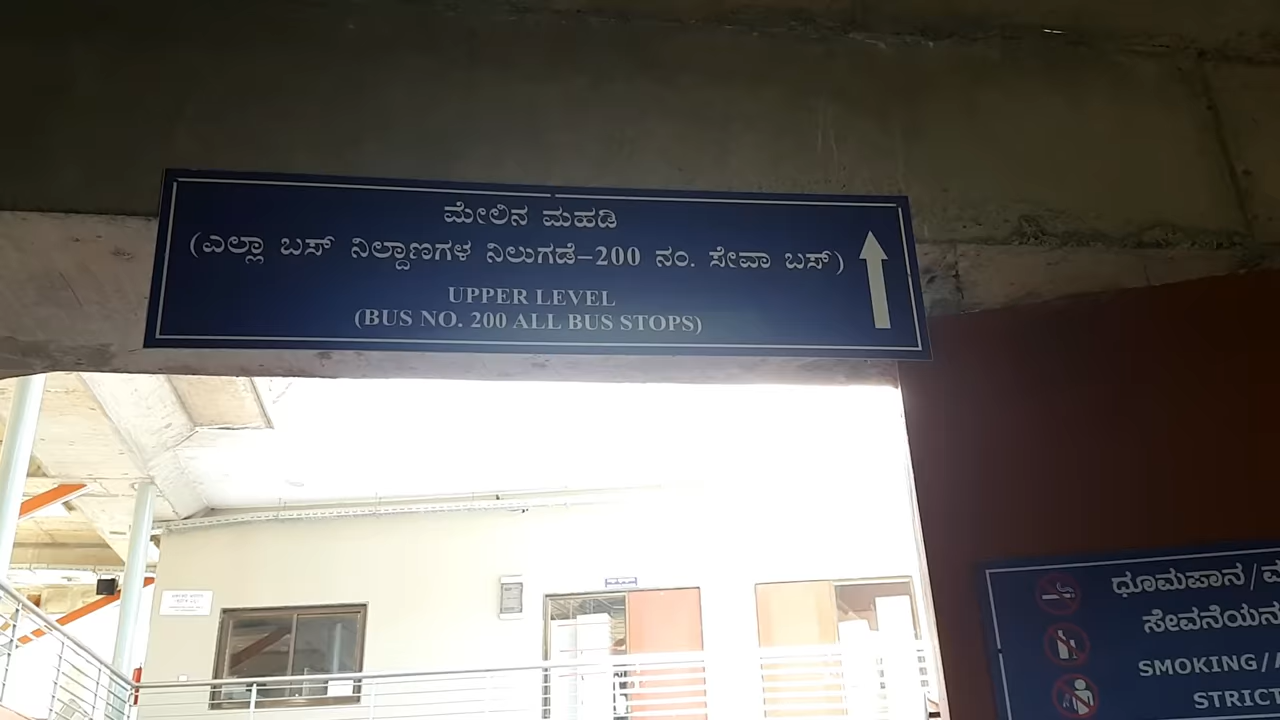 ಮೇಲಿನ ಮಹಡಿ
(ಎಲ್ಲಾ ಬಸ್ ನಿಲ್ದಾಣಗಳ ನಿಲುಗಡೆ–200 ನಂ. ಸೇವಾ ಬಸ್)
UPPER LEVEL
(BUS NO. 200 ALL BUS STOPS)
ಧೂಮಪಾನ/ಮ
ಸೇವನೆಯನ
SMOKING//
STRICT